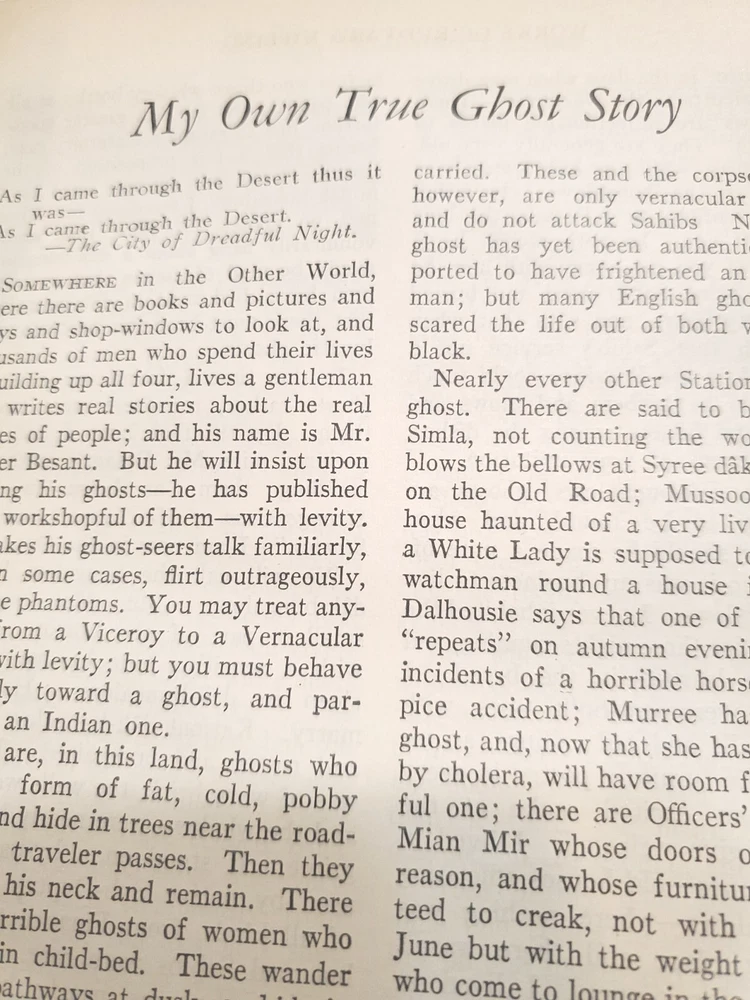 My Own True Ghost Story
As I came through the Desert thus it
was—
As I came through the Desert.
—The City of Dreadful Night.
SOMEWHERE in the Other World,
ere there are books and pictures and
ys and shop-windows to look at, and
usands of men who spend their lives
uilding up all four, lives a gentleman
writes real stories about the real
es of people; and his name is Mr.
er Besant. But he will insist upon
ng his ghosts—he has published
workshopful of them—with levity.
akes his ghost-seers talk familiarly,
n some cases, flirt outrageously,
e phantoms. You may treat any-
rom a Viceroy to a Vernacular
with levity; but you must behave
ly toward a ghost, and par-
an Indian one.
are, in this land, ghosts who
form of fat, cold, pobby
nd hide in trees near the road-
traveler passes. Then they
his neck and remain. There
rrible ghosts of women who
in child-bed. These wander
pathways at dusk
carried. These and the corpse
however, are only vernacular
and do not attack Sahibs N
ghost has yet been authenti
ported to have frightened an
man; but many English gho
scared the life out of both w
black.
Nearly every other Station
ghost. There are said to b
Simla, not counting the wo
blows the bellows at Syree dâk
on the Old Road; Mussoo
house haunted of a very liv
a White Lady is supposed to
watchman round a house i
Dalhousie says that one of
“repeats” on autumn evenin
incidents of a horrible horse
pice accident; Murree ha
ghost, and, now that she has
by cholera, will have room f
ful one; there are Officers’
Mian Mir whose doors o
reason, and whose furnitur
teed to creak, not with
June but with the weight
who come to lounge in the